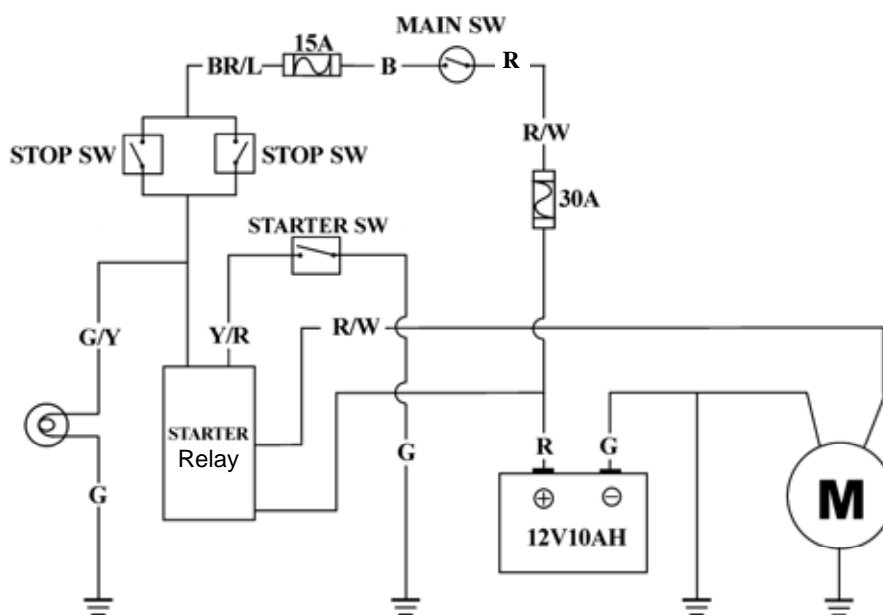 MAIN SW
15A
BR/L
B
R
R/W
STOP SW
STOP SW
30A
STARTER SW
G/Y
Y/R
R/W
STARTER
Relay
G
G
R
G
+
−
12V10AH
M